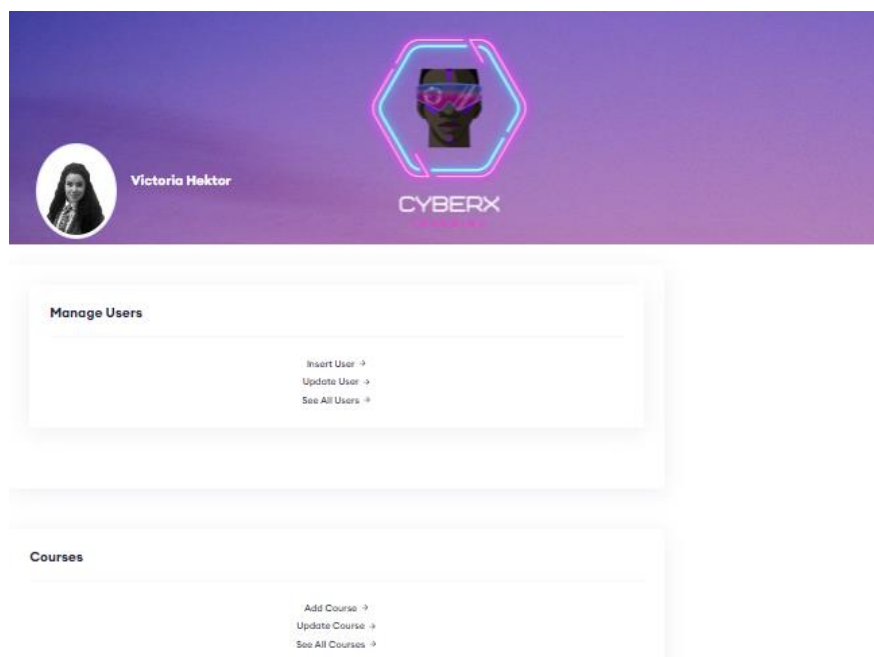 Victoria Hektor
CYBERX
Manage Users
Insert User →
Update User →
See All Users →
Courses
Add Course →
Update Course →
See All Courses →